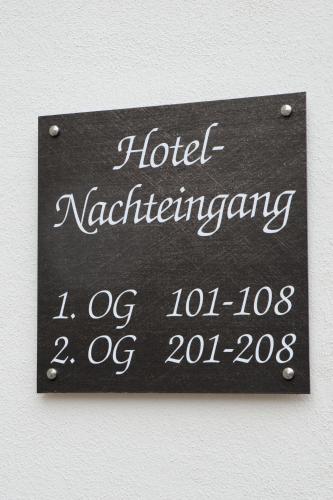 Hotel-
Nachteingang
1. OG 101-108
2. OG 201-208